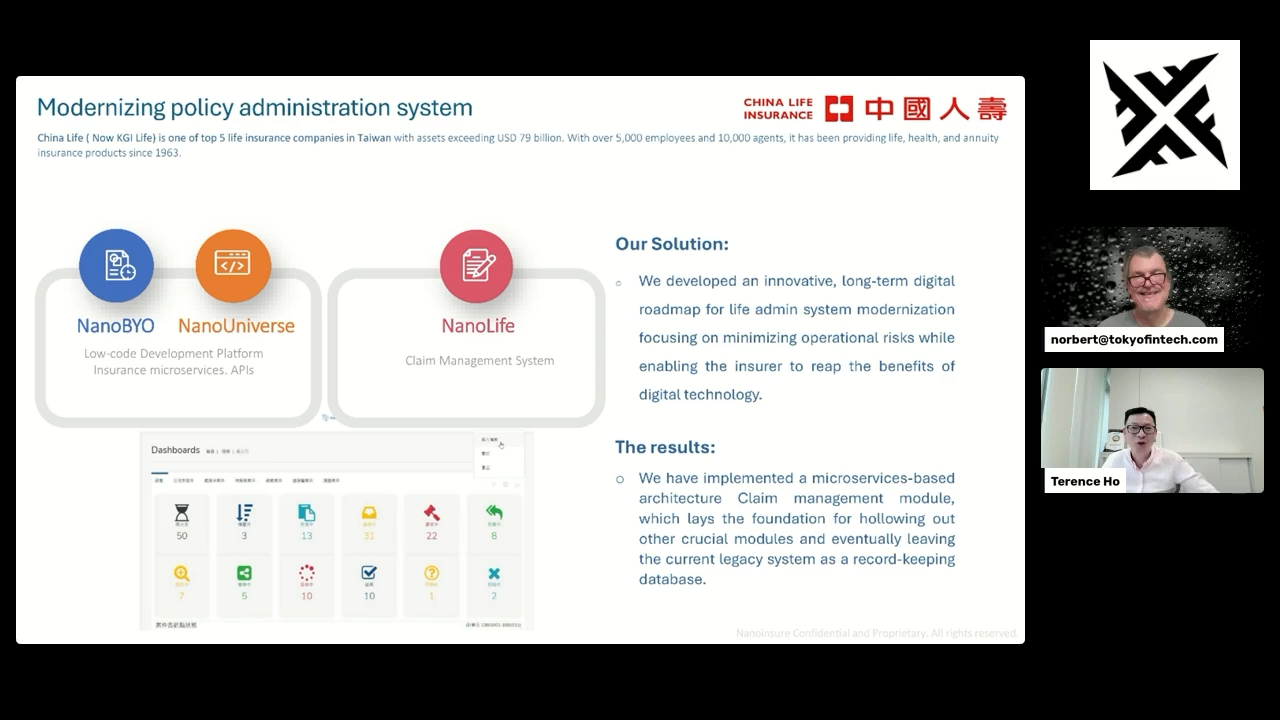 Modernizing policy administration system
CHINA LIFE
INSURANCE
中國人壽
China Life ( Now KGI Life) is one of top 5 life insurance companies in Taiwan with assets exceeding USD 79 billion. With over 5,000 employees and 10,000 agents, it has been providing life, health, and annuity
insurance products since 1963.
NanoBYO NanoUniverse
Low-code Development Platform
Insurance microservices. APIs
NanoLife
Claim Management System
Our Solution:
We developed an innovative, long-term digital
roadmap for life admin system modernization
focusing on minimizing operational risks while
enabling the insurer to reap the benefits of
digital technology.
The results:
We have implemented a microservices-based
architecture Claim management module,
which lays the foundation for hollowing out
other crucial modules and eventually leaving
the current legacy system as a record-keeping
database.
Dashboards
50 3 13 31 22 8
7 5 10 10 1 2
Nanoinsure Confidential and Proprietary. All rights reserved.
norbert@tokyofintech.com
Terence Ho